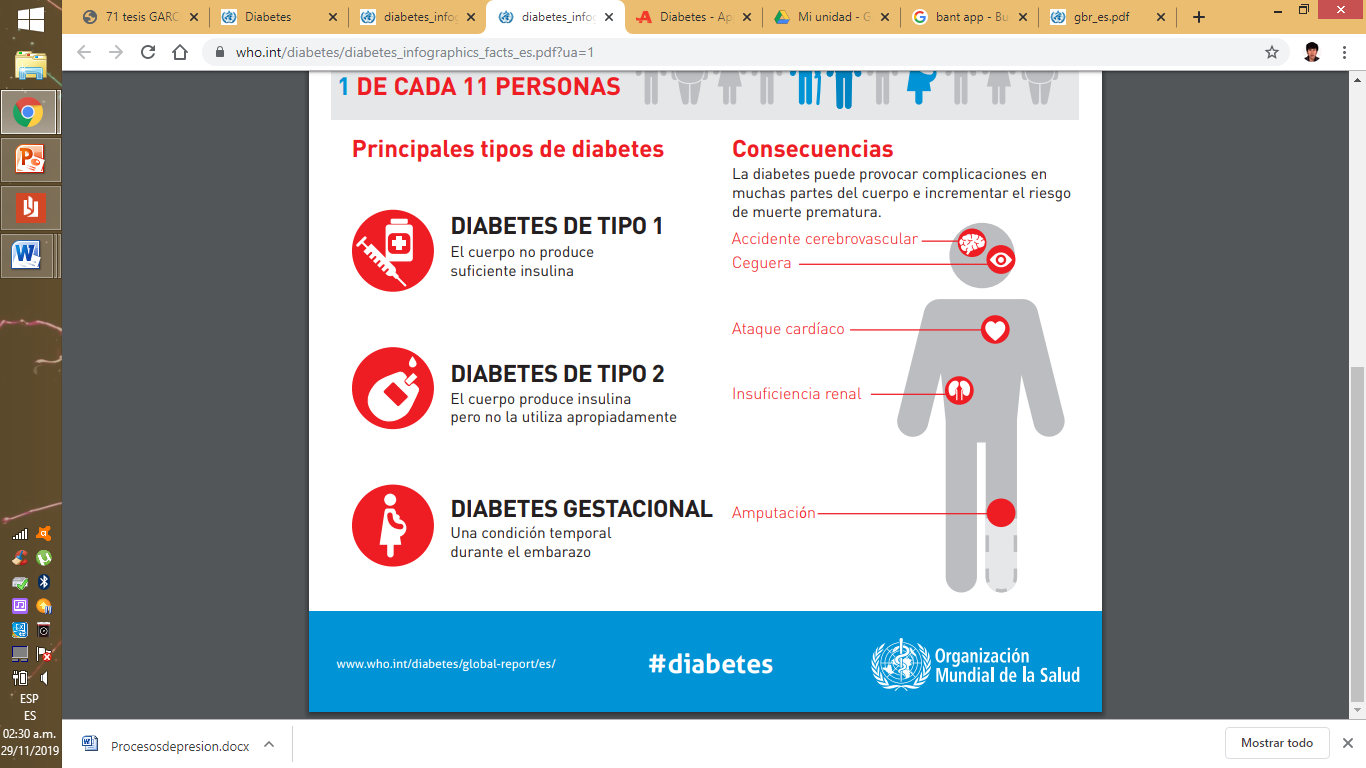 71 tesis GARC
Diabetes
diabetes_infog
diabetes_infog
Diabetes - Ap
Mi unidad - G
bant app - Bu
gbr_es.pdf
who.int/diabetes/diabetes_infographics_facts_es.pdf?ua=1
1 DE CADA 11 PERSONAS
Principales tipos de diabetes
DIABETES DE TIPO 1
El cuerpo no produce
suficiente insulina
DIABETES DE TIPO 2
El cuerpo produce insulina
pero no la utiliza apropiadamente
DIABETES GESTACIONAL
Una condición temporal
durante el embarazo
Consecuencias
La diabetes puede provocar complicaciones en
muchas partes del cuerpo e incrementar el riesgo
de muerte prematura.
Accidente cerebrovascular
Ceguera
Ataque cardíaco
Insuficiencia renal
Amputación
www.who.int/diabetes/global-report/es/
#diabetes
Organización
Mundial de la Salud
ESP
ES
02:30 a.m.
29/11/2019
Procesosdepresion.docx
Mostrar todo